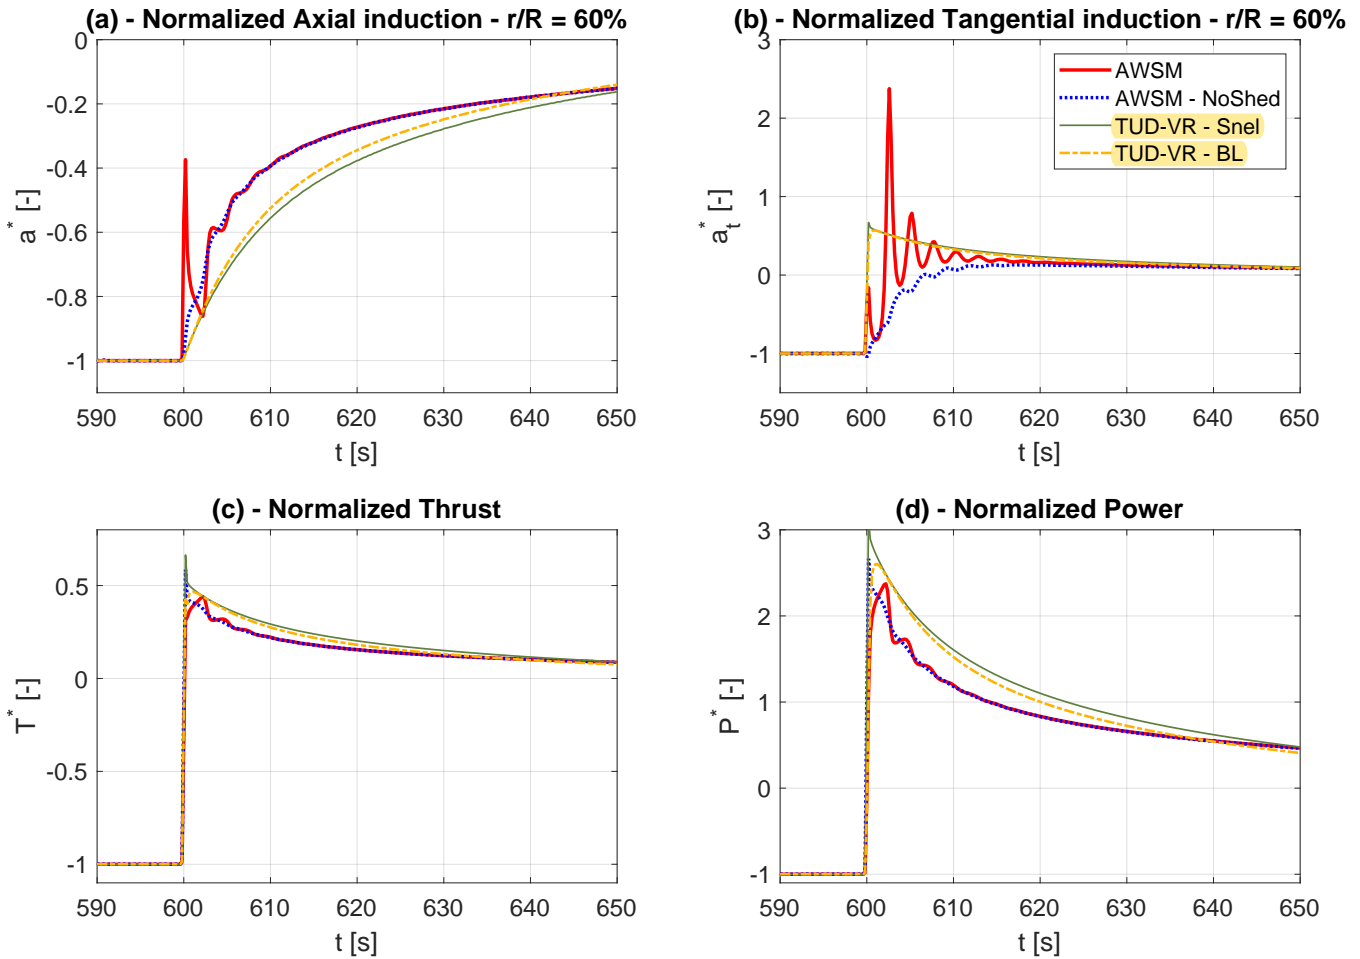 (a) - Normalized Axial induction - r/R = 60%
0
-0.2
-0.4
-0.6
-0.8
-1
a* [-]
590 600 610 620 630 640 650
t [s]
(b) - Normalized Tangential induction - r/R = 60%
3
2
1
0
-1
a_t^* [-]
AWSM
AWSM - NoShed
TUD-VR - Snel
TUD-VR - BL
590 600 610 620 630 640 650
t [s]
(c) - Normalized Thrust
0.5
0
-0.5
-1
T* [-]
590 600 610 620 630 640 650
t [s]
(d) - Normalized Power
3
2
1
0
-1
P* [-]
590 600 610 620 630 640 650
t [s]